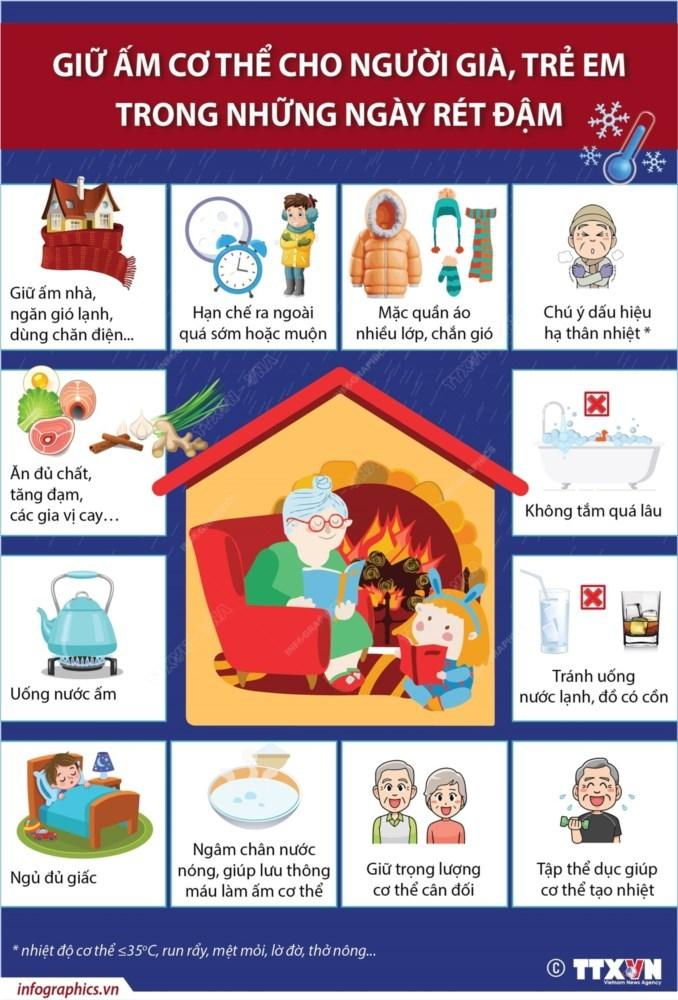 GIỮ ẤM CƠ THỂ CHO NGƯỜI GIÀ, TRẺ EM
TRONG NHỮNG NGÀY RÉT ĐẬM
Giữ ấm nhà,
ngăn gió lạnh,
dùng chăn điện...
Hạn chế ra ngoài
quá sớm hoặc muộn
Mặc quần áo
nhiều lớp, chắn gió
Chú ý dấu hiệu
hạ thân nhiệt *
Ăn đủ chất,
tăng đạm,
các gia vị cay...
Không tắm quá lâu
Uống nước ấm
Tránh uống
nước lạnh, đồ có cồn
Ngủ đủ giấc
Ngâm chân nước
nóng, giúp lưu thông
máu làm ấm cơ thể
Giữ trọng lượng
cơ thể cân đối
Tập thể dục giúp
cơ thể tạo nhiệt
* nhiệt độ cơ thể ≤35ºC, run rẩy, mệt mỏi, lờ đờ, thở nông...
© TTXVN
Vietnam News Agency
infographics.vn